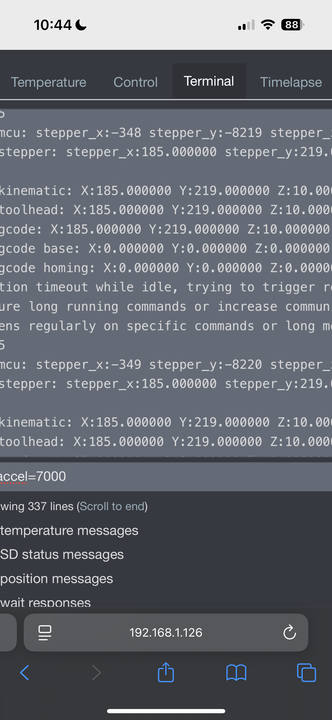 10:44
88
Temperature Control Terminal Timelapse
mcu: stepper_x:-348 stepper_y:-8219 stepper_
stepper: stepper_x:185.000000 stepper_y:219.
kinematic: X:185.000000 Y:219.000000 Z:10.00
toolhead: X:185.000000 Y:219.000000 Z:10.000
gcode: X:185.000000 Y:219.000000 Z:10.000000
gcode base: X:0.000000 Y:0.000000 Z:0.00000
gcode homing: X:0.000000 Y:0.000000 Z:0.000
tion timeout while idle, trying to trigger r
ure long running commands or increase commun
ens regularly on specific commands or long m
5
mcu: stepper_x:-349 stepper_y:-8220 stepper_
stepper: stepper_x:185.000000 stepper_y:219.
kinematic: X:185.000000 Y:219.000000 Z:10.00
toolhead: X:185.000000 Y:219.000000 Z:10.000
accel=7000
wing 337 lines (Scroll to end)
temperature messages
SD status messages
position messages
wait responses
192.168.1.126